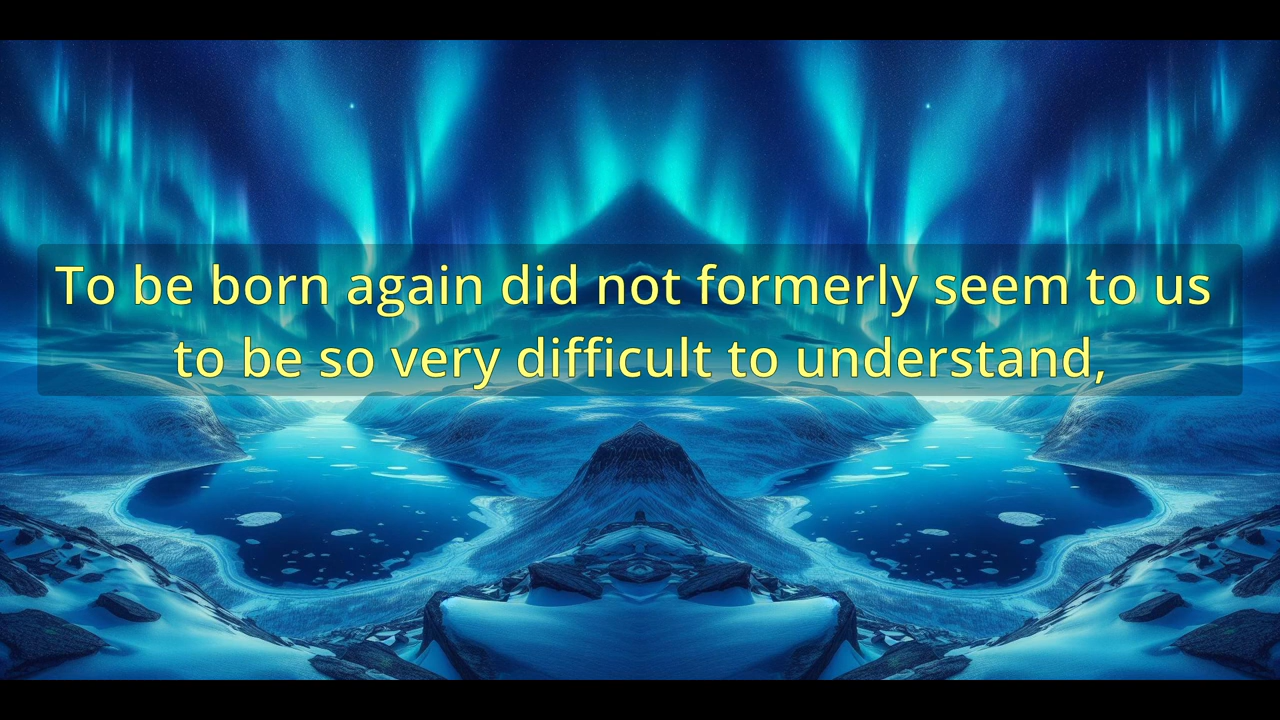 To be born again did not formerly seem to us
to be so very difficult to understand,